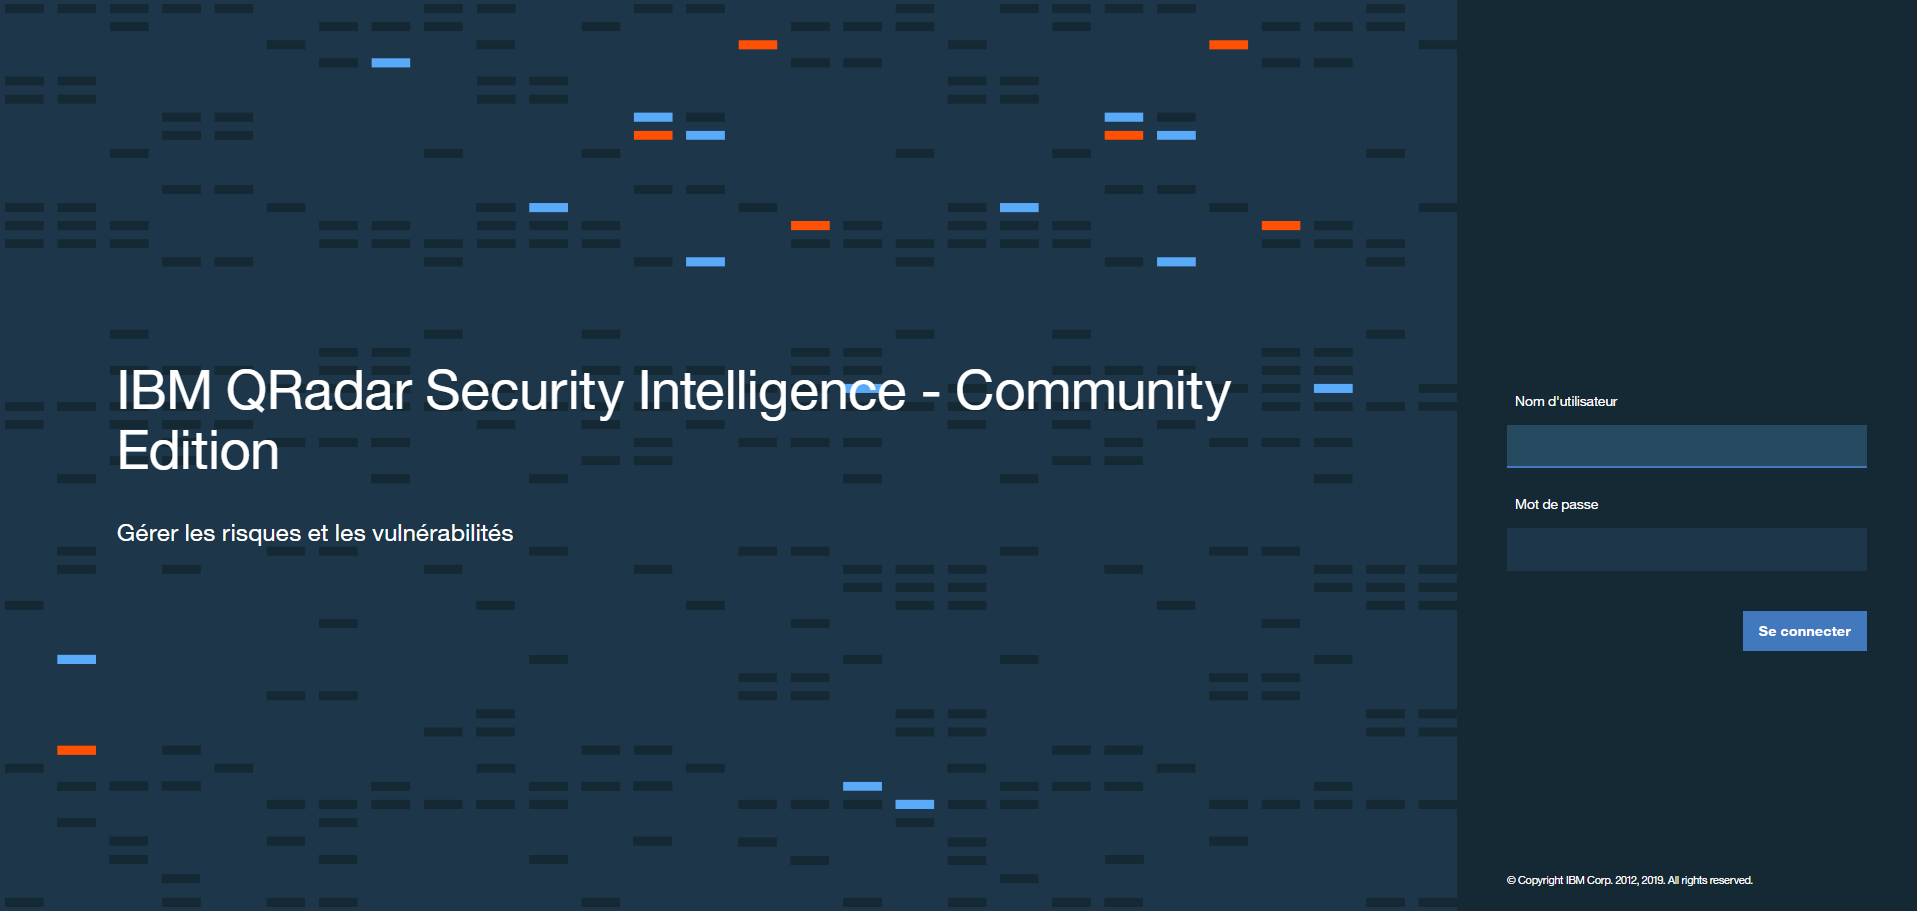 IBM QRadar Security Intelligence - Community
Edition
Gérer les risques et les vulnérabilités
Nom d'utilisateur
Mot de passe
Se connecter
© Copyright IBM Corp. 2012, 2019. All rights reserved.